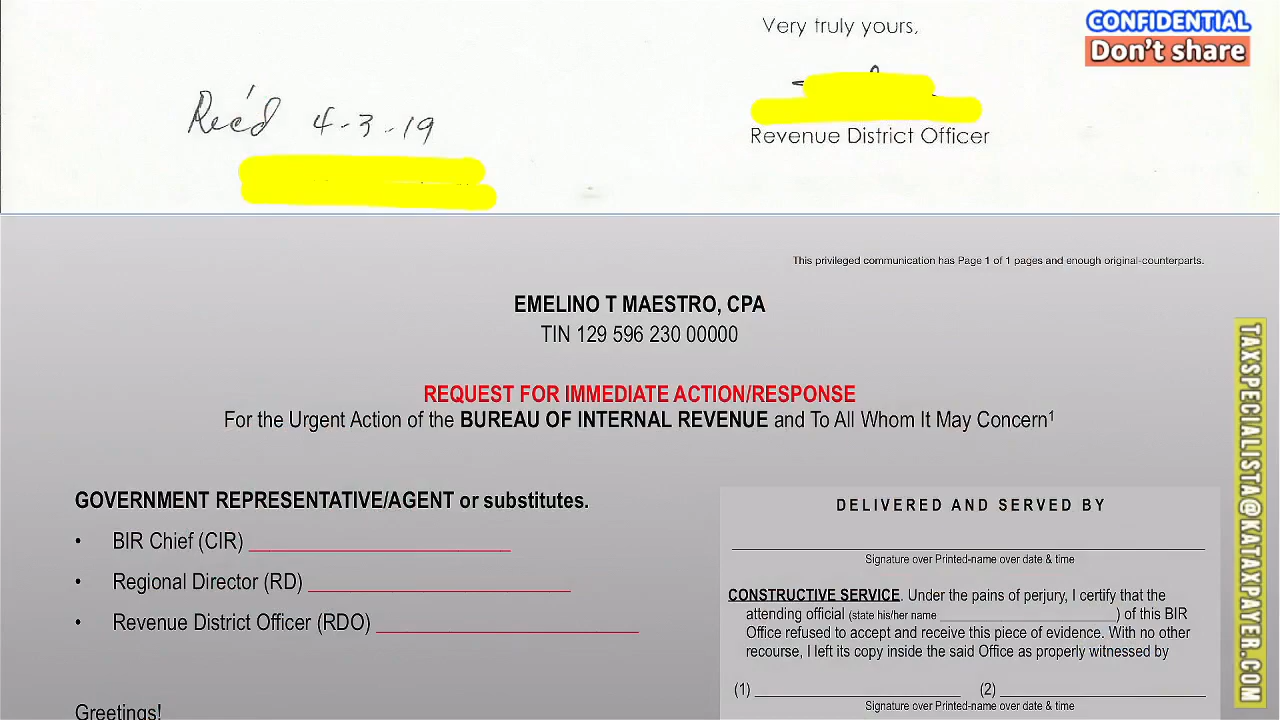 Very truly yours,
CONFIDENTIAL
Don't share
Rec'd 4-3-19
Revenue District Officer
This privileged communication has Page 1 of 1 pages and enough original-counterparts.
EMELINO T MAESTRO, CPA
TIN 129 596 230 00000
REQUEST FOR IMMEDIATE ACTION/RESPONSE
For the Urgent Action of the BUREAU OF INTERNAL REVENUE and To All Whom It May Concern¹
GOVERNMENT REPRESENTATIVE/AGENT or substitutes.
• BIR Chief (CIR) ____________________
• Regional Director (RD) ____________________
• Revenue District Officer (RDO) ____________________
Greetings!
DELIVERED AND SERVED BY
Signature over Printed-name over date & time
CONSTRUCTIVE SERVICE. Under the pains of perjury, I certify that the
attending official (state his/her name ____________________) of this BIR
Office refused to accept and receive this piece of evidence. With no other
recourse, I left its copy inside the said Office as properly witnessed by
(1) ____________________ (2) ____________________
Signature over Printed-name over date & time
TAXSPECIALISTA@KATAXPAYER.COM